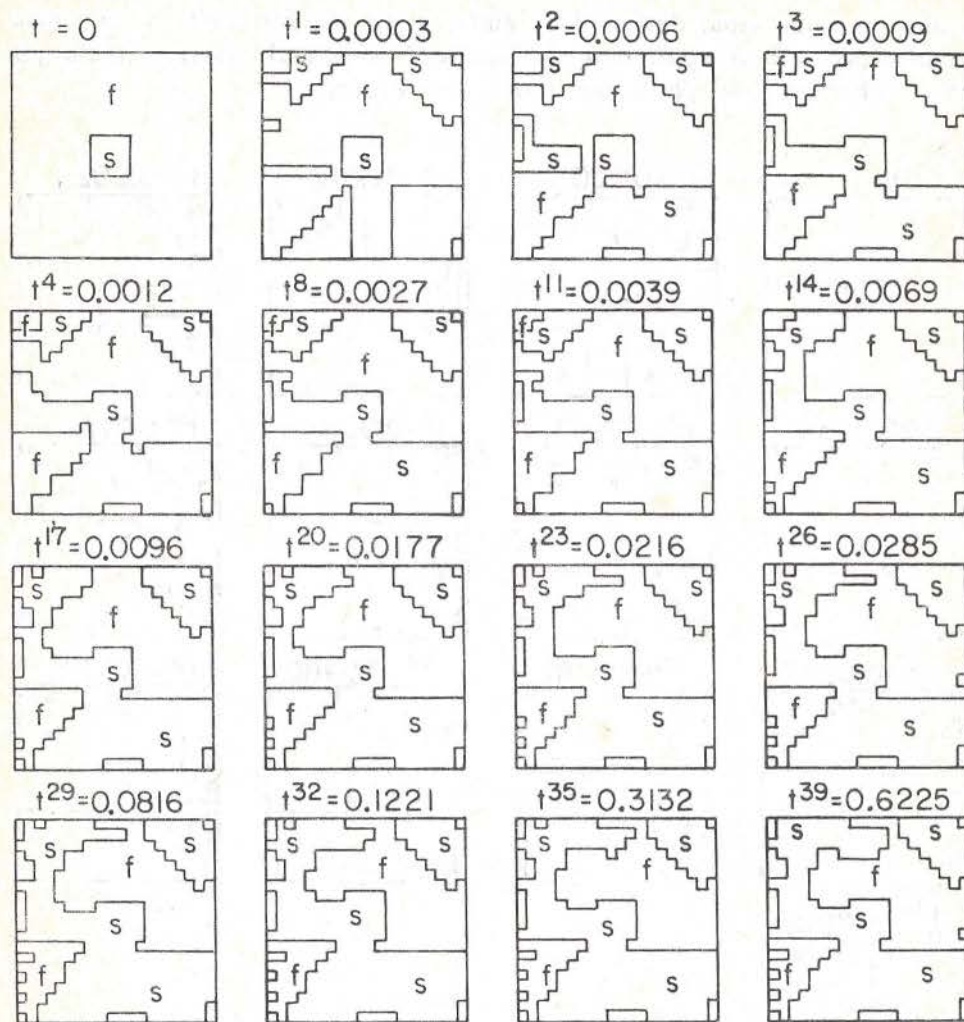 t = 0
f
s
t¹=0.0003
s s
f
s
t²=0.0006
s s
f
s s
f s
t³=0.0009
f s f s
s
f
s
t⁴=0.0012
f s s
f
s
f
t⁸=0.0027
f s s
f
s
f s
t¹¹=0.0039
f s s
f
s
f s
t¹⁴=0.0069
s f s
s
f s
t¹⁷=0.0096
s s
f
s
f s
t²⁰=0.0177
s s
f
s
f s
t²³=0.0216
s s
f
s
f s
t²⁶=0.0285
s s
f
s
f s
t²⁹=0.0816
s s
f
s
f s
t³²=0.1221
s s
f
s
f s
t³⁵=0.3132
s s
f
s
f s
t³⁹=0.6225
s s
f
s
f s